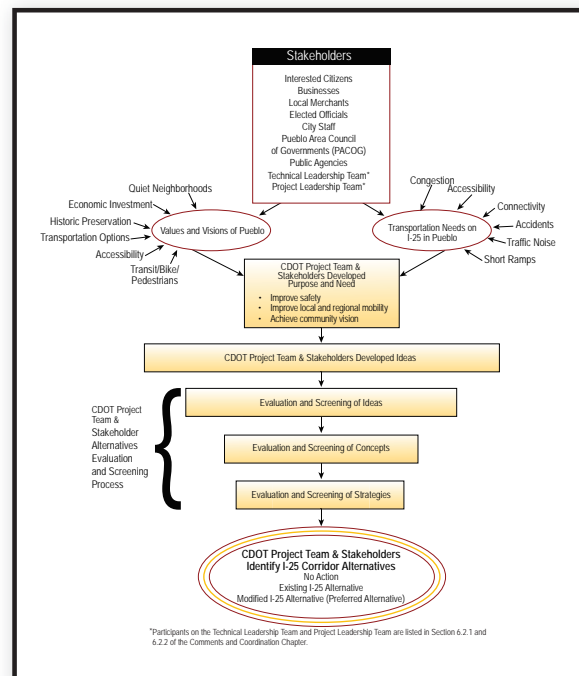 Stakeholders
Interested Citizens
Businesses
Local Merchants
Elected Officials
City Staff
Pueblo Area Council
of Governments (PACOG)
Public Agencies
Technical Leadership Team*
Project Leadership Team*
Quiet Neighborhoods
Economic Investment
Historic Preservation
Transportation Options
Accessibility
Transit/Bike/
Pedestrians
Values and Visions of Pueblo
Congestion
Accessibility
Connectivity
Accidents
Traffic Noise
Short Ramps
Transportation Needs on
I-25 in Pueblo
CDOT Project Team &
Stakeholders Developed
Purpose and Need
• Improve safety
• Improve local and regional mobility
• Achieve community vision
CDOT Project Team & Stakeholders Developed Ideas
CDOT Project
Team &
Stakeholder
Alternatives
Evaluation
and Screening
Process
Evaluation and Screening of Ideas
Evaluation and Screening of Concepts
Evaluation and Screening of Strategies
CDOT Project Team & Stakeholders
Identify I-25 Corridor Alternatives
No Action
Existing I-25 Alternative
Modified I-25 Alternative (Preferred Alternative)
*Participants on the Technical Leadership Team and Project Leadership Team are listed in Section 6.2.1 and
6.2.2 of the Comments and Coordination Chapter.